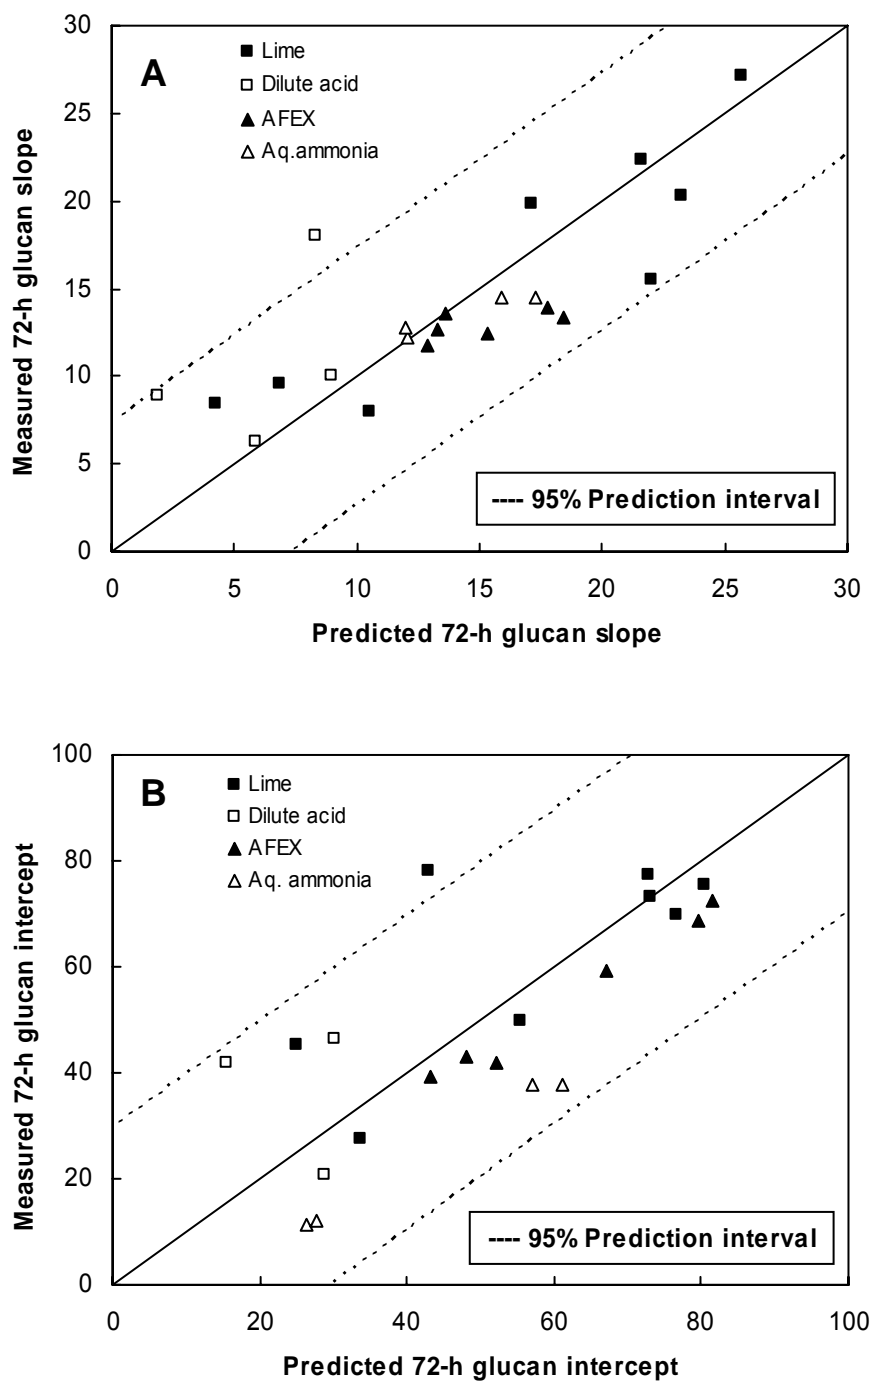 30
A
Lime
Dilute acid
AFEX
Aq.ammonia
25
20
15
10
5
0
Measured 72-h glucan slope
---- 95% Prediction interval
0 5 10 15 20 25 30
Predicted 72-h glucan slope
100
B
Lime
Dilute acid
AFEX
Aq. ammonia
80
60
40
20
0
Measured 72-h glucan intercept
---- 95% Prediction interval
0 20 40 60 80 100
Predicted 72-h glucan intercept